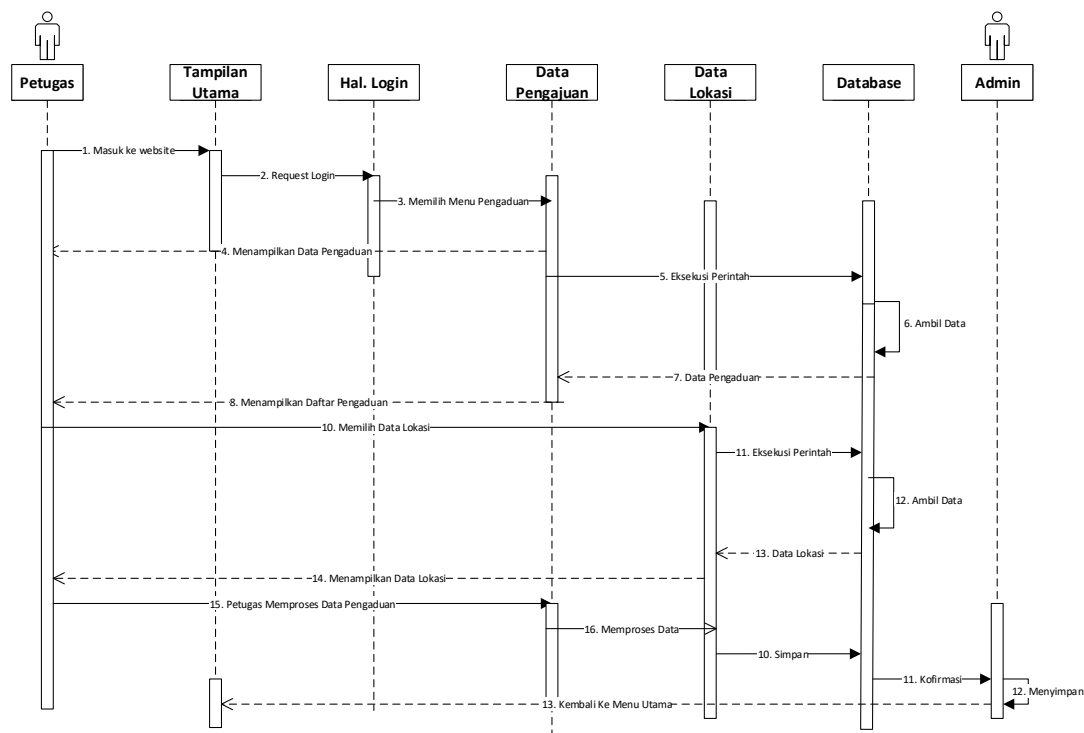 Petugas
Tampilan
Utama
Hal. Login
Data
Pengajuan
Data
Lokasi
Database
Admin
1. Masuk ke website
2. Request Login
3. Memilih Menu Pengaduan
4. Menampilkan Data Pengaduan
5. Eksekusi Perintah
6. Ambil Data
7. Data Pengaduan
8. Menampilkan Daftar Pengaduan
10. Memilih Data Lokasi
11. Eksekusi Perintah
12. Ambil Data
13. Data Lokasi
14. Menampilkan Data Lokasi
15. Petugas Memproses Data Pengaduan
16. Memproses Data
10. Simpan
11. Kofirmasi
12. Menyimpan
13. Kembali Ke Menu Utama